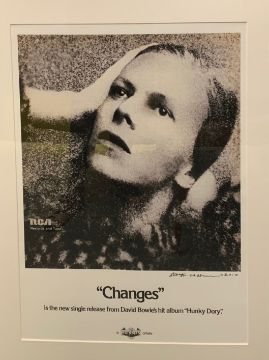 RCA
Records and Tapes
"Changes"
is the new single release from David Bowie's hit album "Hunky Dory".